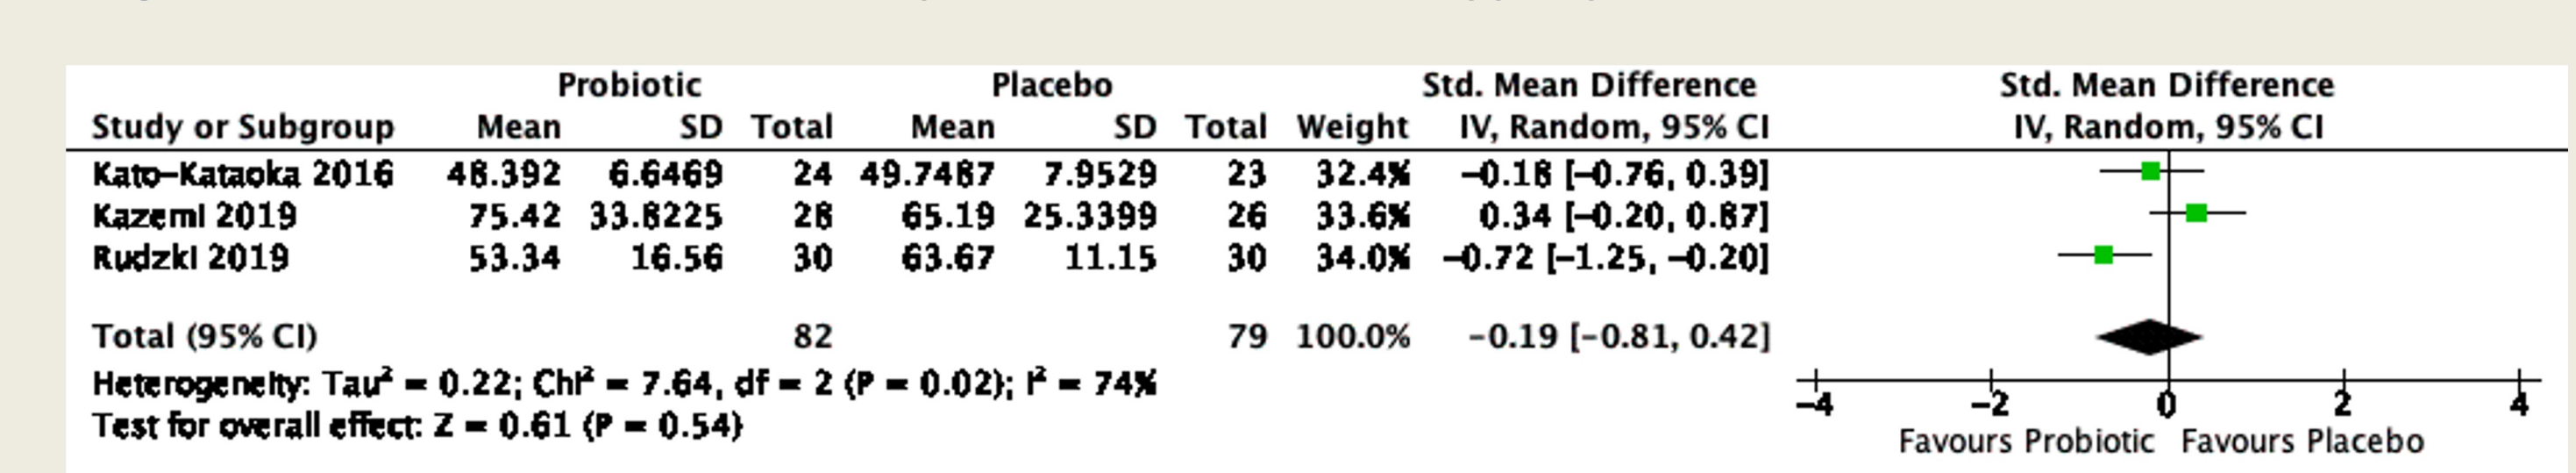 Probiotic Placebo Std. Mean Difference Std. Mean Difference
Study or Subgroup Mean SD Total Mean SD Total Weight IV, Random, 95% CI IV, Random, 95% CI
Kato-Kataoka 2016 48.392 6.6469 24 49.7487 7.9529 23 32.4% -0.18 [-0.76, 0.39]
Kazemi 2019 75.42 33.8225 28 65.19 25.3399 26 33.6% 0.34 [-0.20, 0.87]
Rudzki 2019 53.34 16.56 30 63.67 11.15 30 34.0% -0.72 [-1.25, -0.20]
Total (95% CI) 82 79 100.0% -0.19 [-0.81, 0.42]
Heterogeneity: Tau² = 0.22; Chi² = 7.64, df = 2 (P = 0.02); I² = 74%
Test for overall effect: Z = 0.61 (P = 0.54)
-4 -2 0 2 4
Favours Probiotic Favours Placebo